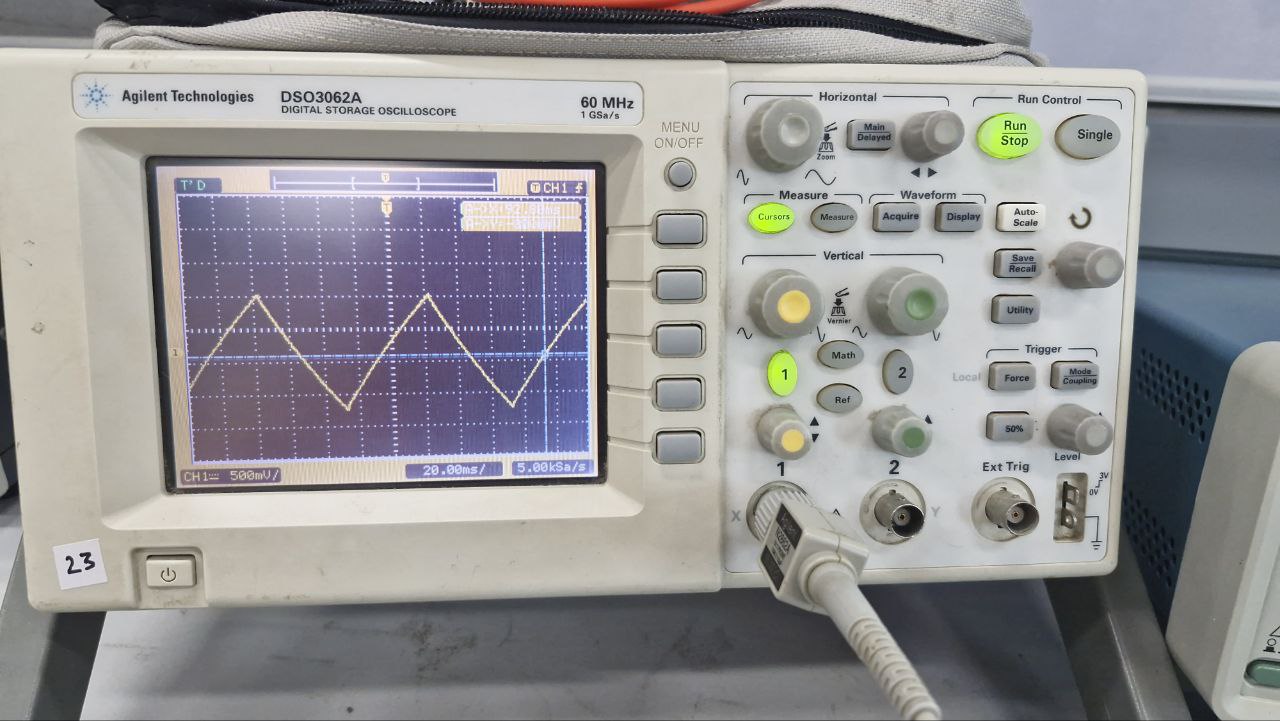 Agilent Technologies
DSO3062A
DIGITAL STORAGE OSCILLOSCOPE
60 MHz
1 GSa/s
MENU
ON/OFF
T'D
T
T CH1
T
1
CH1 500mV/
20.00ms/
5.00kSa/s
23
Horizontal
Run Control
Zoom
Main
Delayed
Run
Stop
Single
Measure
Waveform
Cursors
Measure
Acquire
Display
Auto-
Scale
Vertical
Save
Recall
Vernier
Utility
1
Math
2
Ref
Trigger
Local
Force
Mode
Coupling
50%
Level
1
2
Ext Trig
3V
0V
X
Y